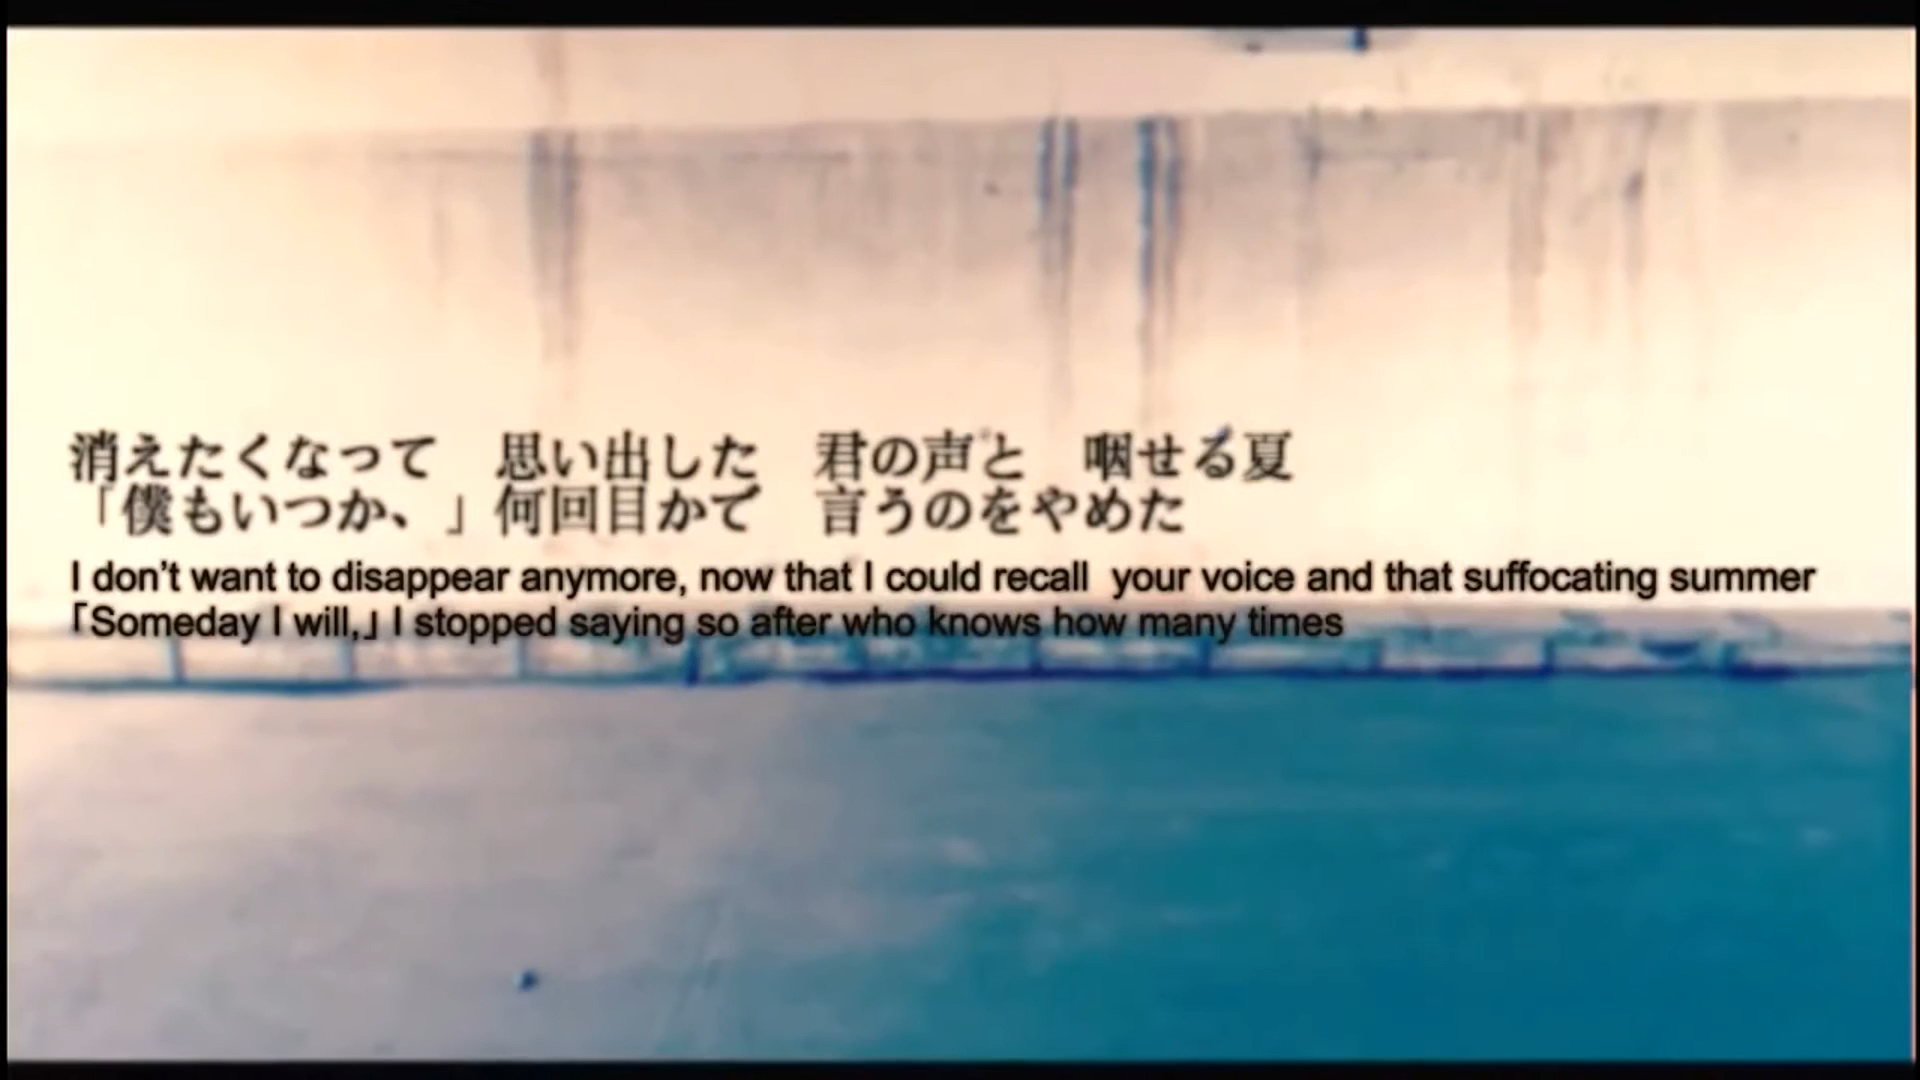 消えたくなって　思い出した　君の声と　咽せる夏
「僕もいつか、」何回目かで　言うのをやめた
I don't want to disappear anymore, now that I could recall  your voice and that suffocating summer
「Someday I will,」 I stopped saying so after who knows how many times